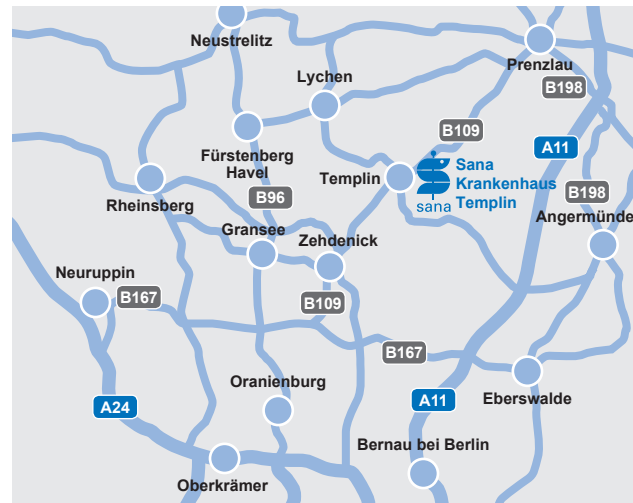 Neustrelitz
Prenzlau
Lychen
B198
B109
A11
Fürstenberg
Havel
Templin
Sana
Krankenhaus
Templin
sana
B198
B96
Rheinsberg
Angermünde
Gransee
Zehdenick
Neuruppin
B167
B109
B167
Oranienburg
Eberswalde
A24
A11
Bernau bei Berlin
Oberkrämer